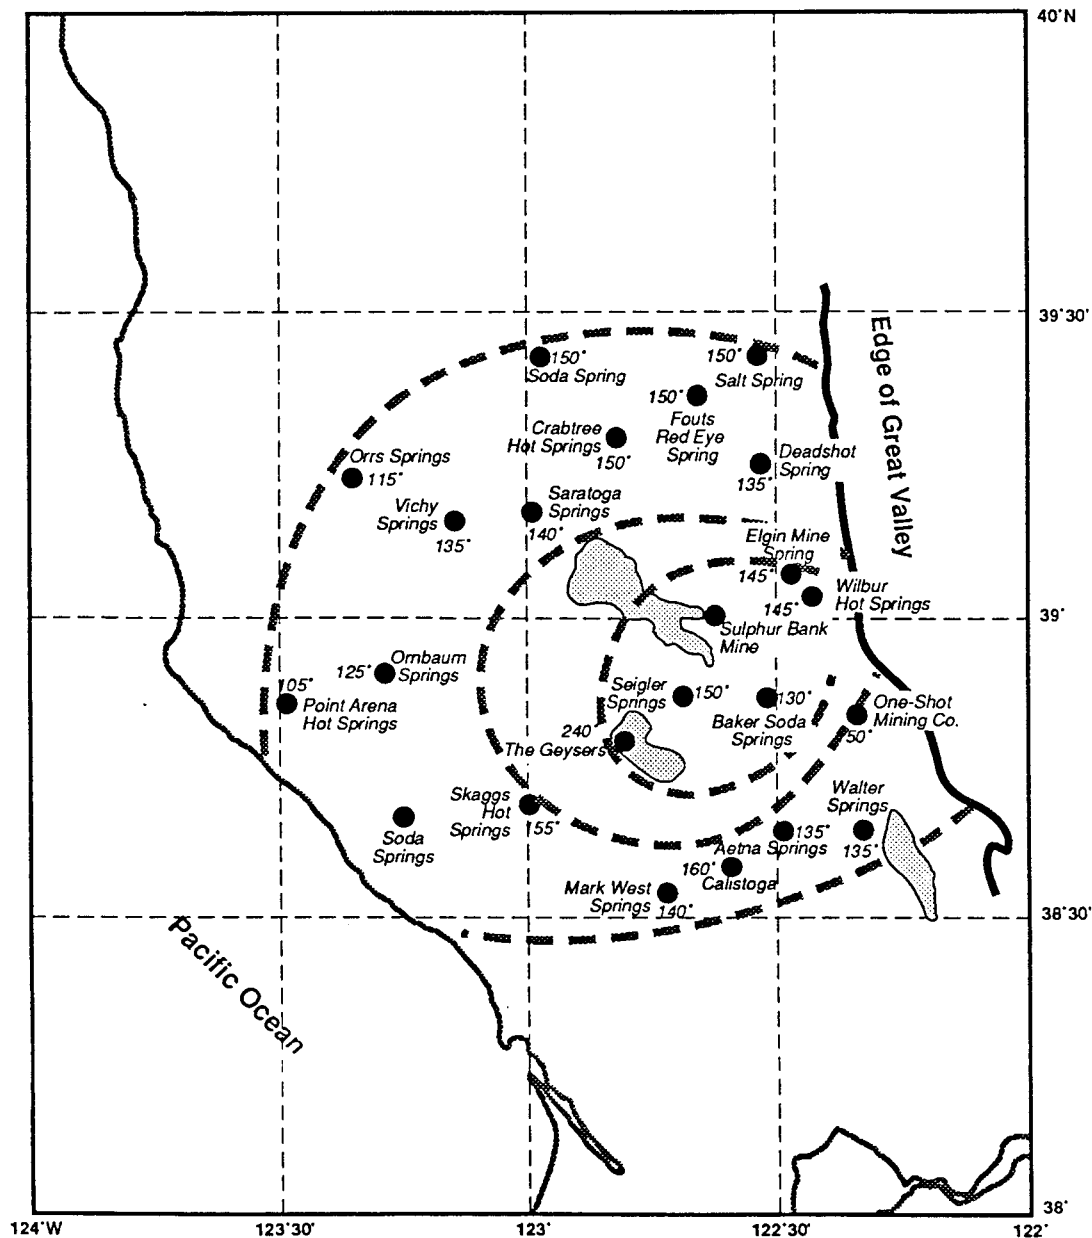 40°N
39°30'
150°
Soda Spring
150°
Salt Spring
150°
Fouts
Red Eye
Spring
Crabtree
Hot Springs
150°
Deadshot
Spring
135°
Edge of Great Valley
Orrs Springs
115°
Vichy
Springs
135°
Saratoga
Springs
140°
Elgin Mine
Spring
145°
Wilbur
Hot Springs
145°
39°
Sulphur Bank
Mine
125°
Ornbaum
Springs
105°
Point Arena
Hot Springs
Seigler
Springs
150°
130°
Baker Soda
Springs
One-Shot
Mining Co.
50°
240
The Geysers
Skaggs
Hot
Springs
55°
Soda
Springs
Walter
Springs
135°
135°
Aetna Springs
160°
Calistoga
Mark West
Springs
140°
38°30'
Pacific Ocean
38°
124°W
123°30'
123°
122°30'
122°